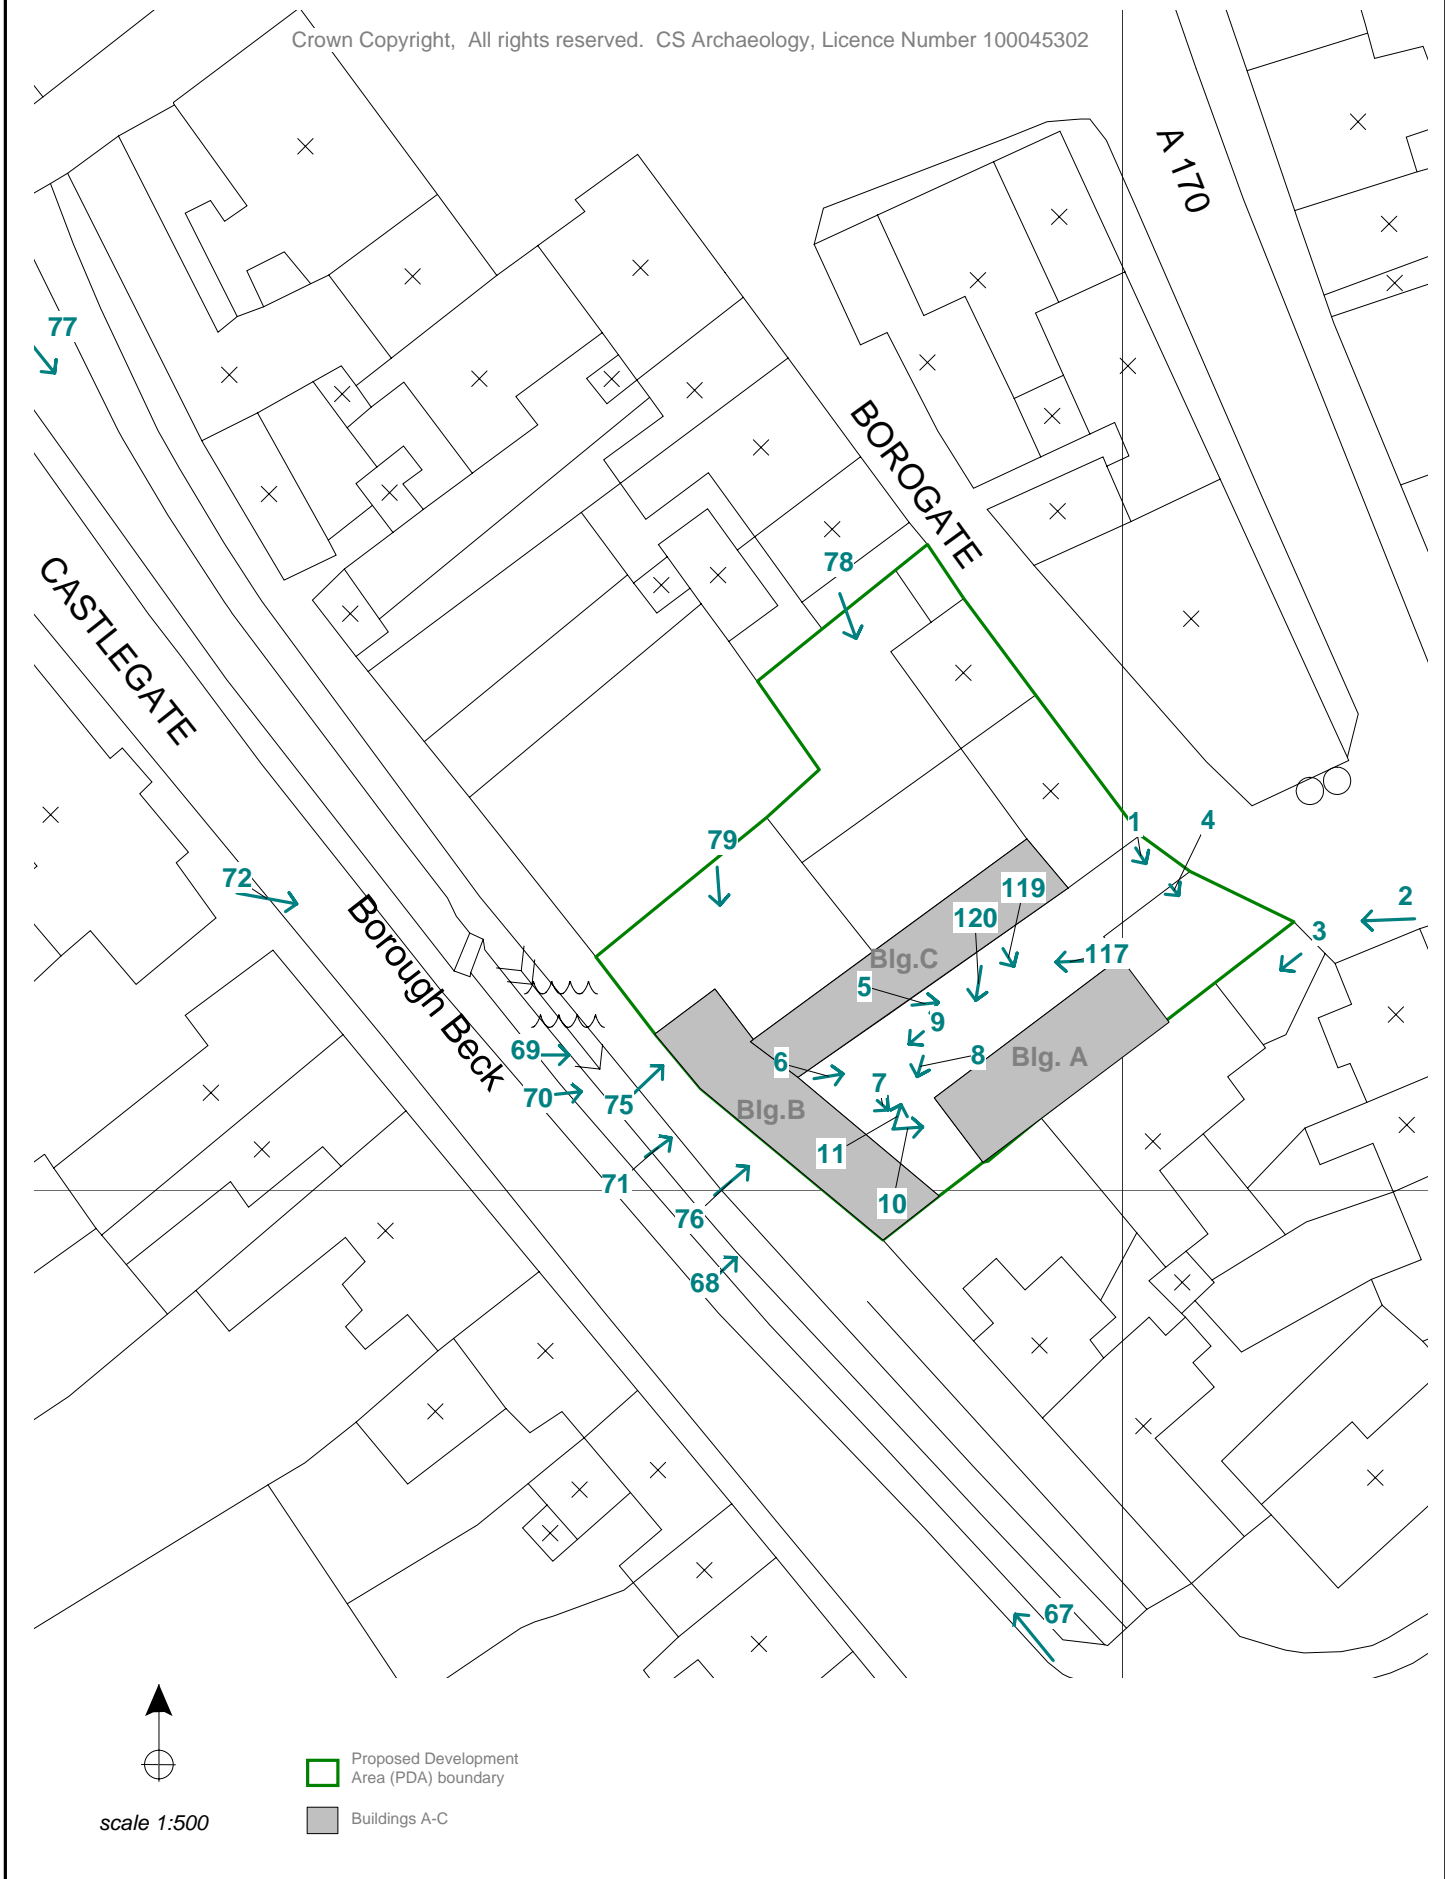 Crown Copyright, All rights reserved. CS Archaeology, Licence Number 100045302
A 170
77
BOROGATE
78
CASTLEGATE
1
4
79
72
119
2
120
3
Borough Beck
Blg.C
117
5
9
69
6
8
Blg. A
7
70
75
Blg.B
11
71
10
76
68
67
Proposed Development
Area (PDA) boundary
scale 1:500
Buildings A-C